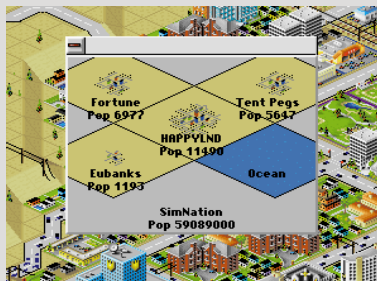 Fortune
Pop 6977
Tent Pegs
Pop 5647
HAPPYLND
Pop 11490
Eubanks
Pop 1193
Ocean
SimNation
Pop 59089000